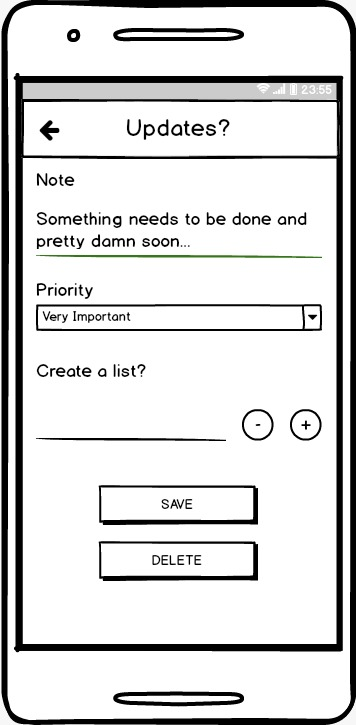 23:55
Updates?
Note
Something needs to be done and
pretty damn soon...
Priority
Very Important
Create a list?
- +
SAVE
DELETE